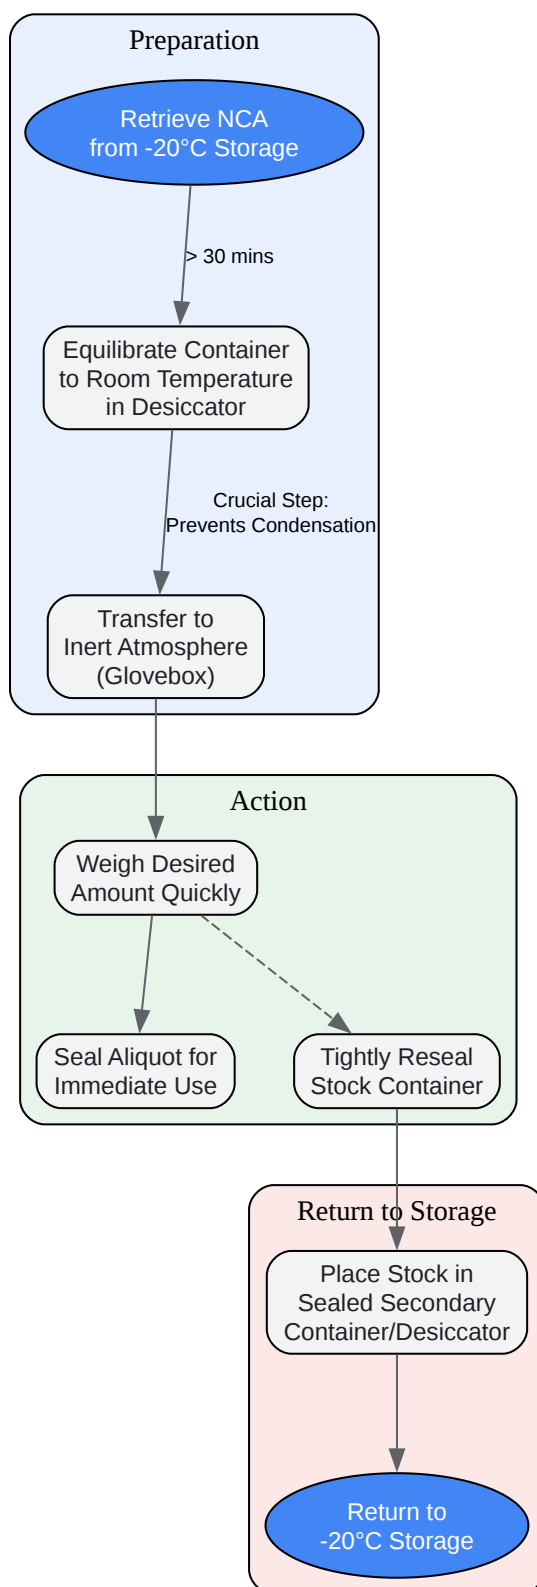 Preparation
Retrieve NCA
from -20°C Storage
> 30 mins
Equilibrate Container
to Room Temperature
in Desiccator
Crucial Step:
Prevents Condensation
Transfer to
Inert Atmosphere
(Glovebox)
Action
Weigh Desired
Amount Quickly
Seal Aliquot for
Immediate Use
Tightly Reseal
Stock Container
Return to Storage
Place Stock in
Sealed Secondary
Container/Desiccator
Return to
-20°C Storage